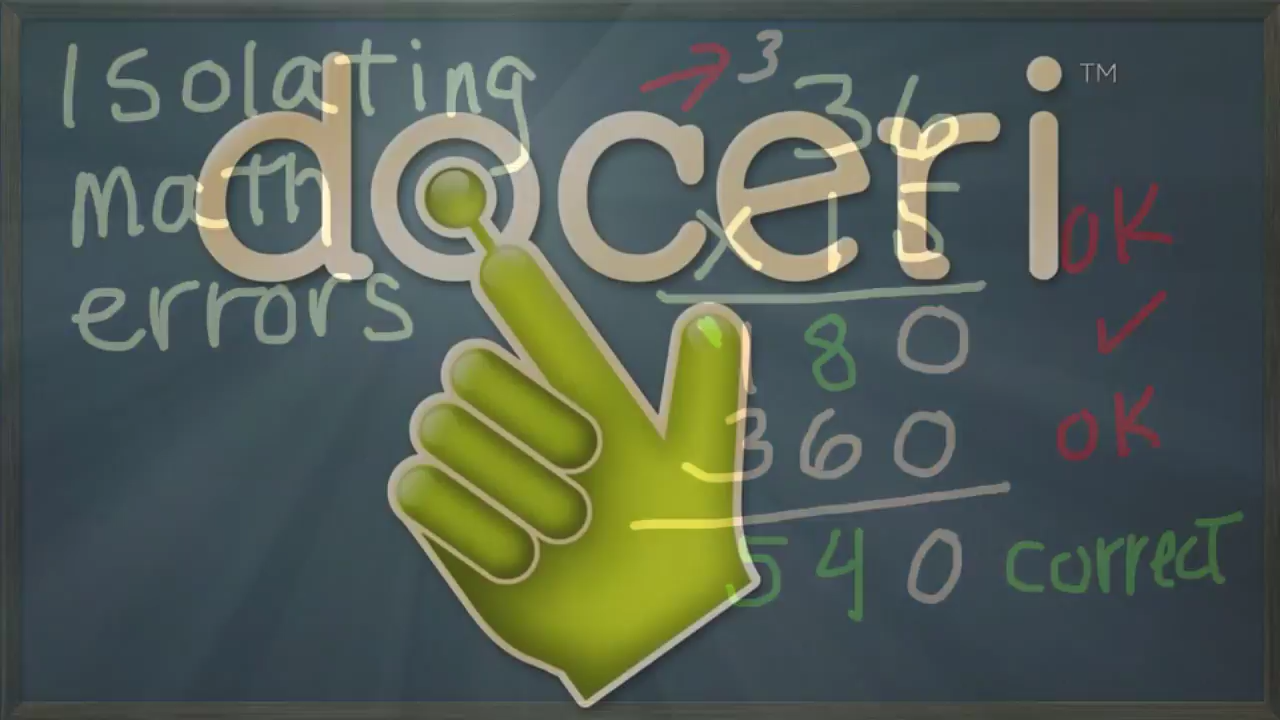 Isolating
math
errors
doceri™
→ 3
36
x 15
180
360
540 correct
OK
✓
OK